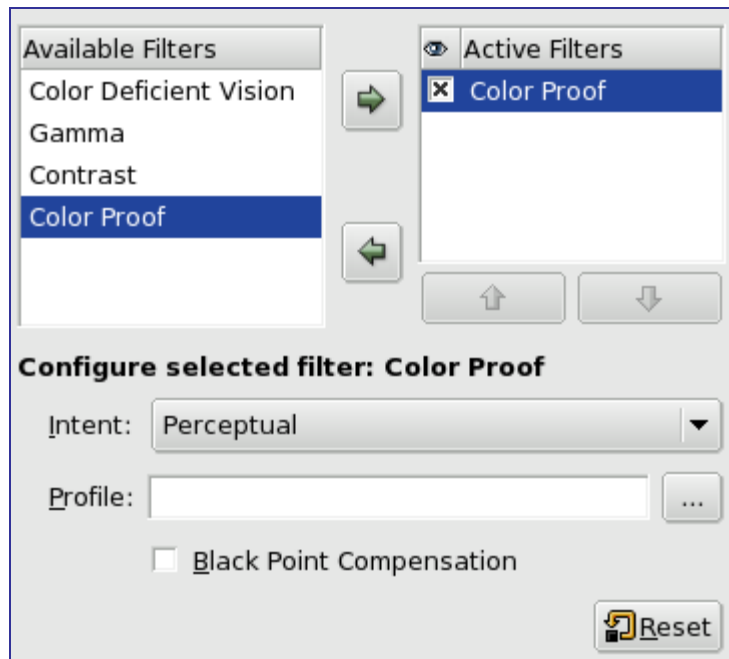 Available Filters
Color Deficient Vision
Gamma
Contrast
Color Proof
Active Filters
Color Proof
Configure selected filter: Color Proof
Intent: Perceptual
Profile: ...
Black Point Compensation
Reset